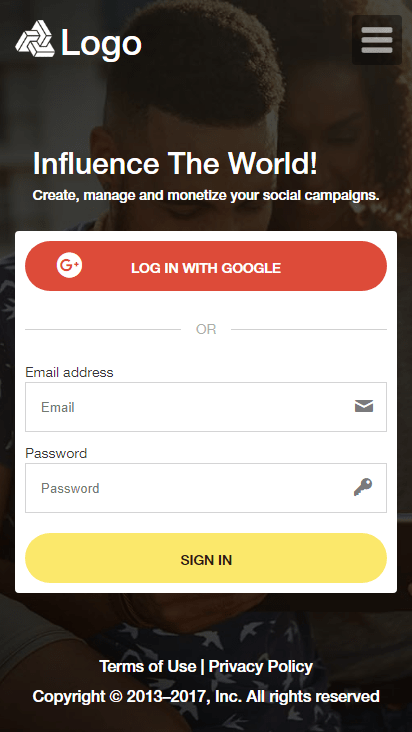 Logo
Influence The World!
Create, manage and monetize your social campaigns.
G+ LOG IN WITH GOOGLE
OR
Email address
Email
Password
Password
SIGN IN
Terms of Use | Privacy Policy
Copyright © 2013–2017, Inc. All rights reserved